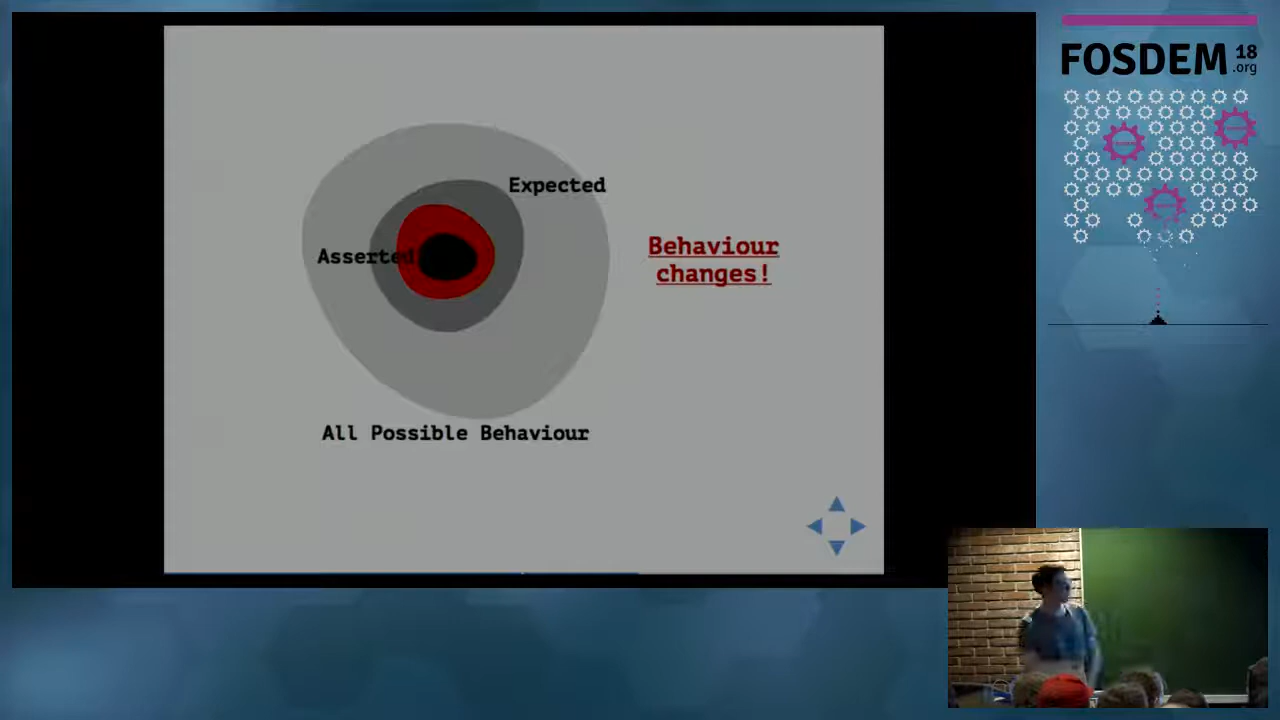 Expected
Asserted
Behaviour
changes!
All Possible Behaviour
FOSDEM 18
.org